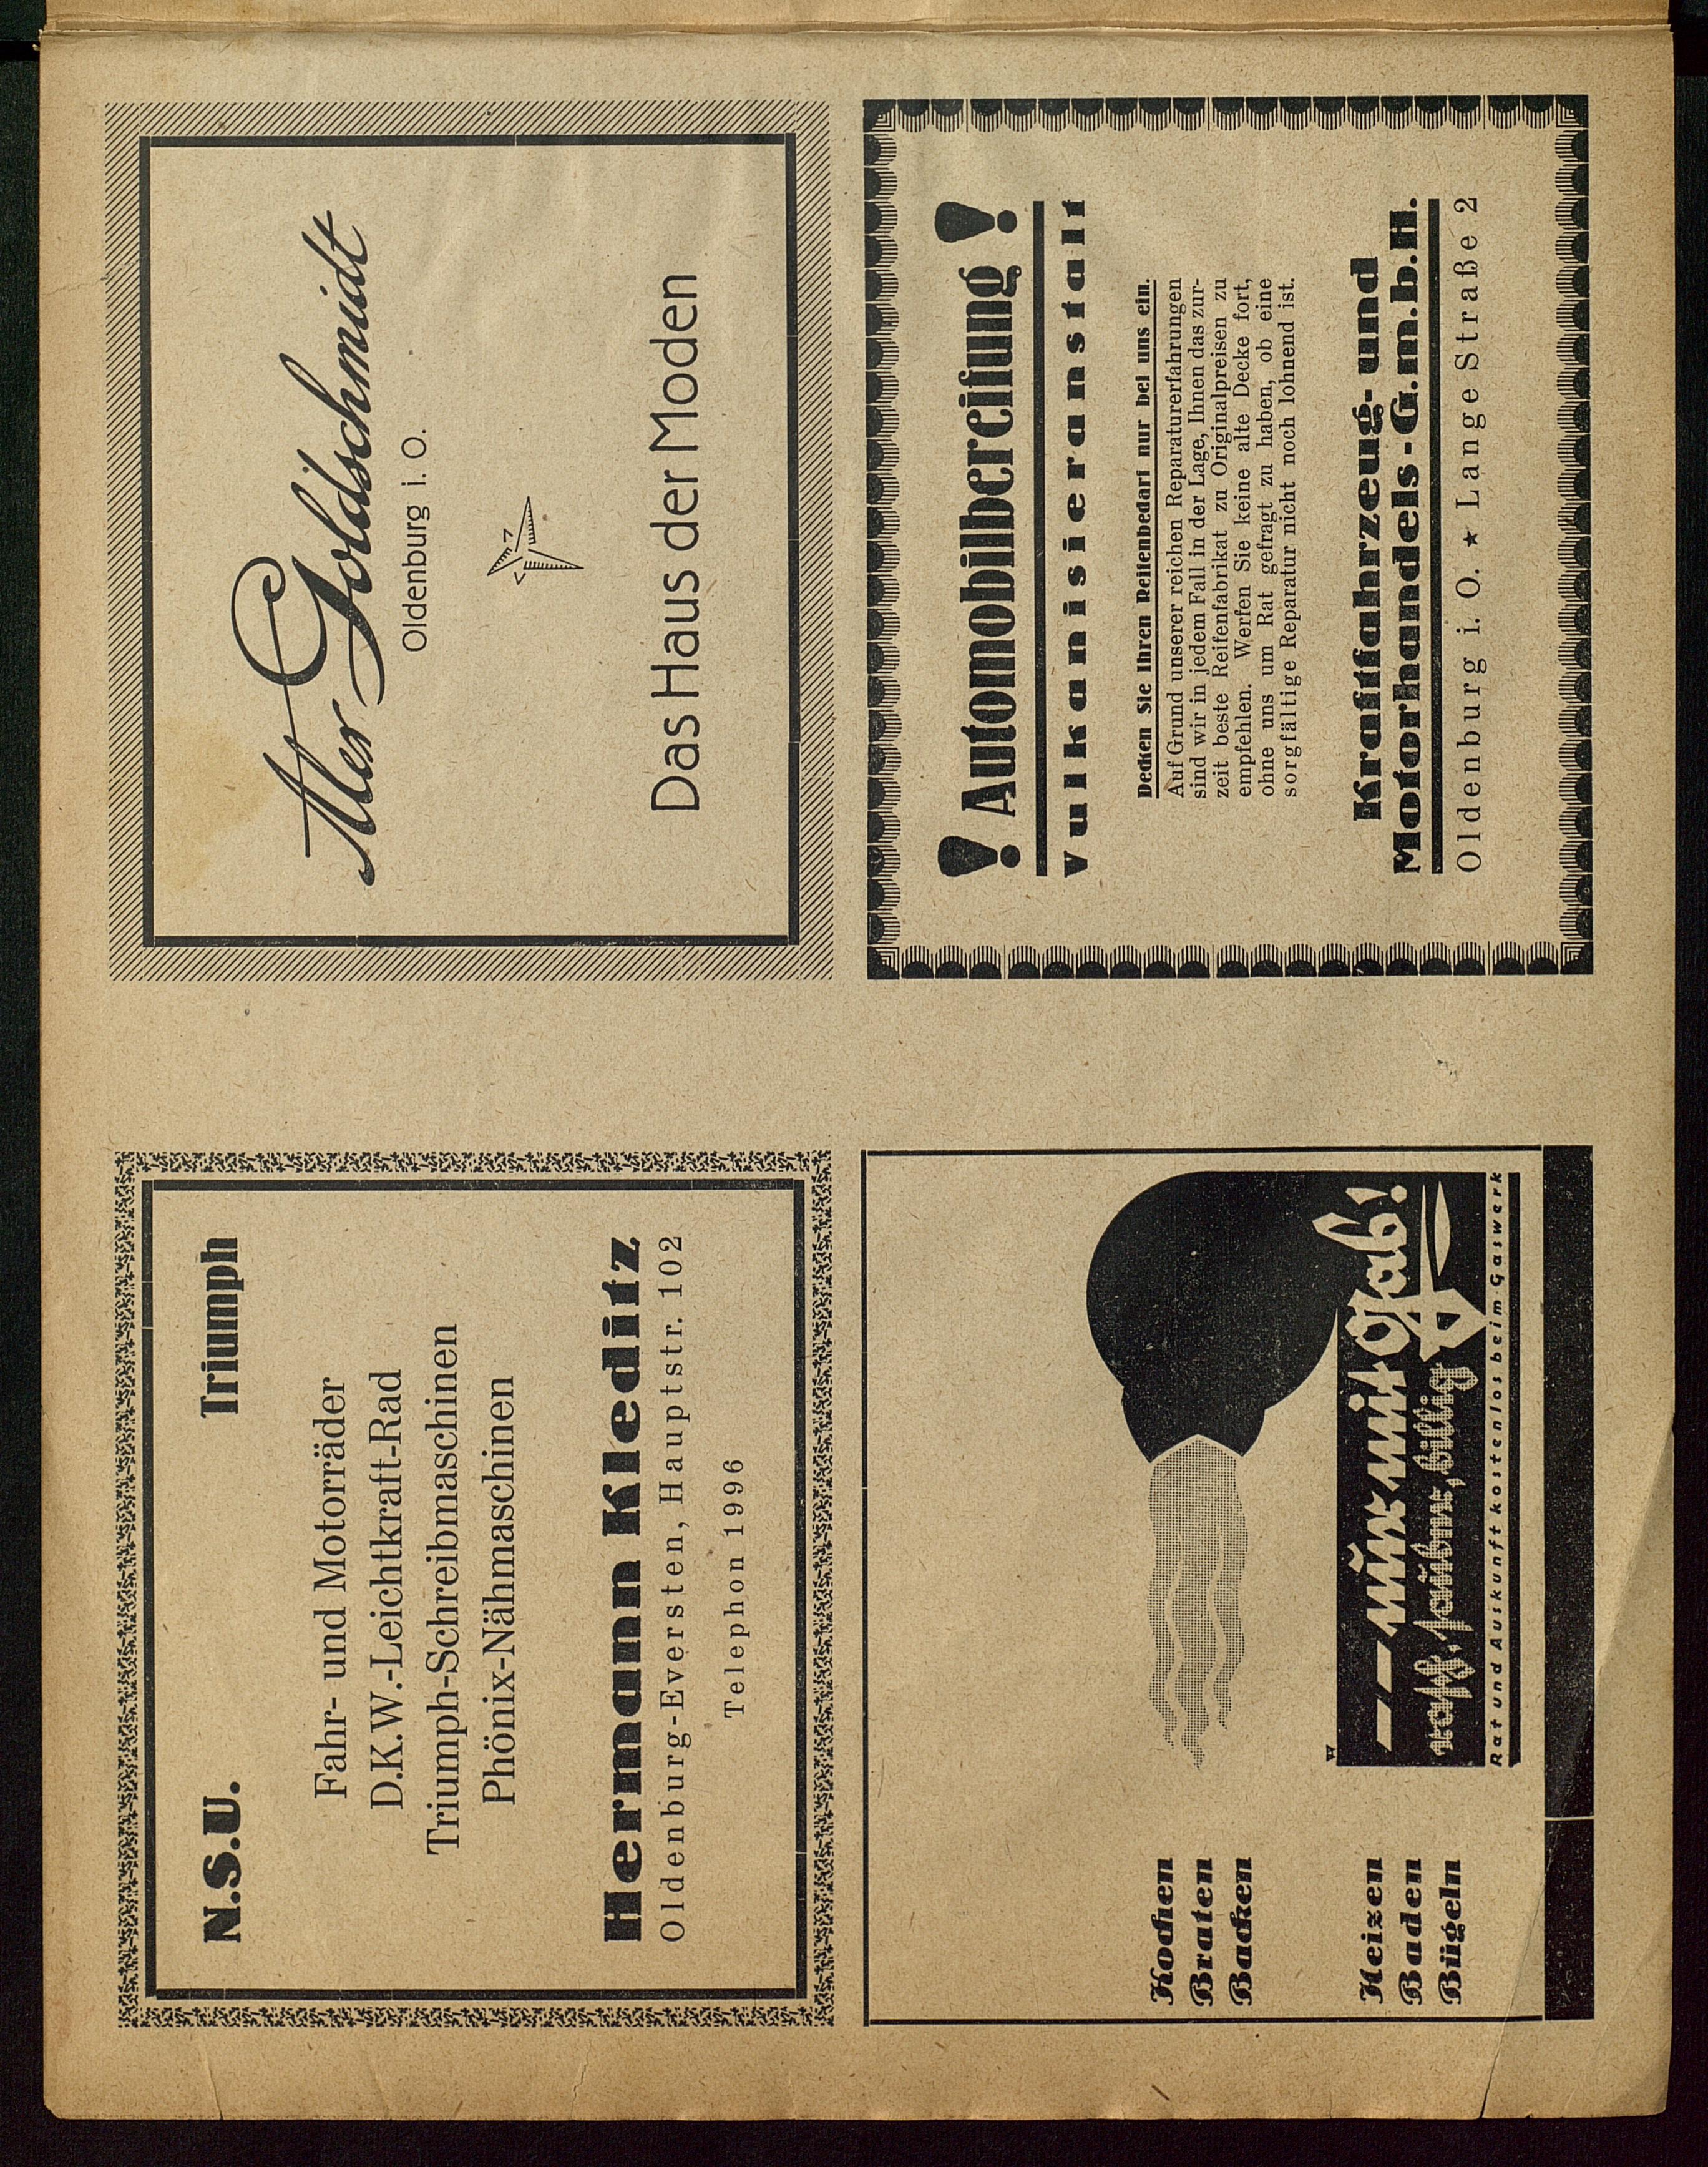 N.S.U. Triumph
Fahr- und Motorräder
D.K.W.-Leichtkraft-Rad
Triumph-Schreibmaschinen
Phönix-Nähmaschinen
Hermann Kleditz
Oldenburg-Eversten, Hauptstr. 102
Telephon 1996
Kochen
Braten
Backen
Heizen
Baden
Bügeln
W
— — nur mit Gas!
rasch, sauber, billig
Rat und Auskunft kostenlos beim Gaswerk
Alex Goldschmidt
Oldenburg i. O.
Das Haus der Moden
! Automobilbereifung !
Vulkanisieranstalt
Decken Sie Ihren Reifenbedarf nur bei uns ein.
Auf Grund unserer reichen Reparaturerfahrungen
sind wir in jedem Fall in der Lage, Ihnen das zur-
zeit beste Reifenfabrikat zu Originalpreisen zu
empfehlen. Werfen Sie keine alte Decke fort,
ohne uns um Rat gefragt zu haben, ob eine
sorgfältige Reparatur nicht noch lohnend ist.
Kraftfahrzeug- und
Motorhandels-G.m.b.H.
Oldenburg i. O. ★ Lange Straße 2